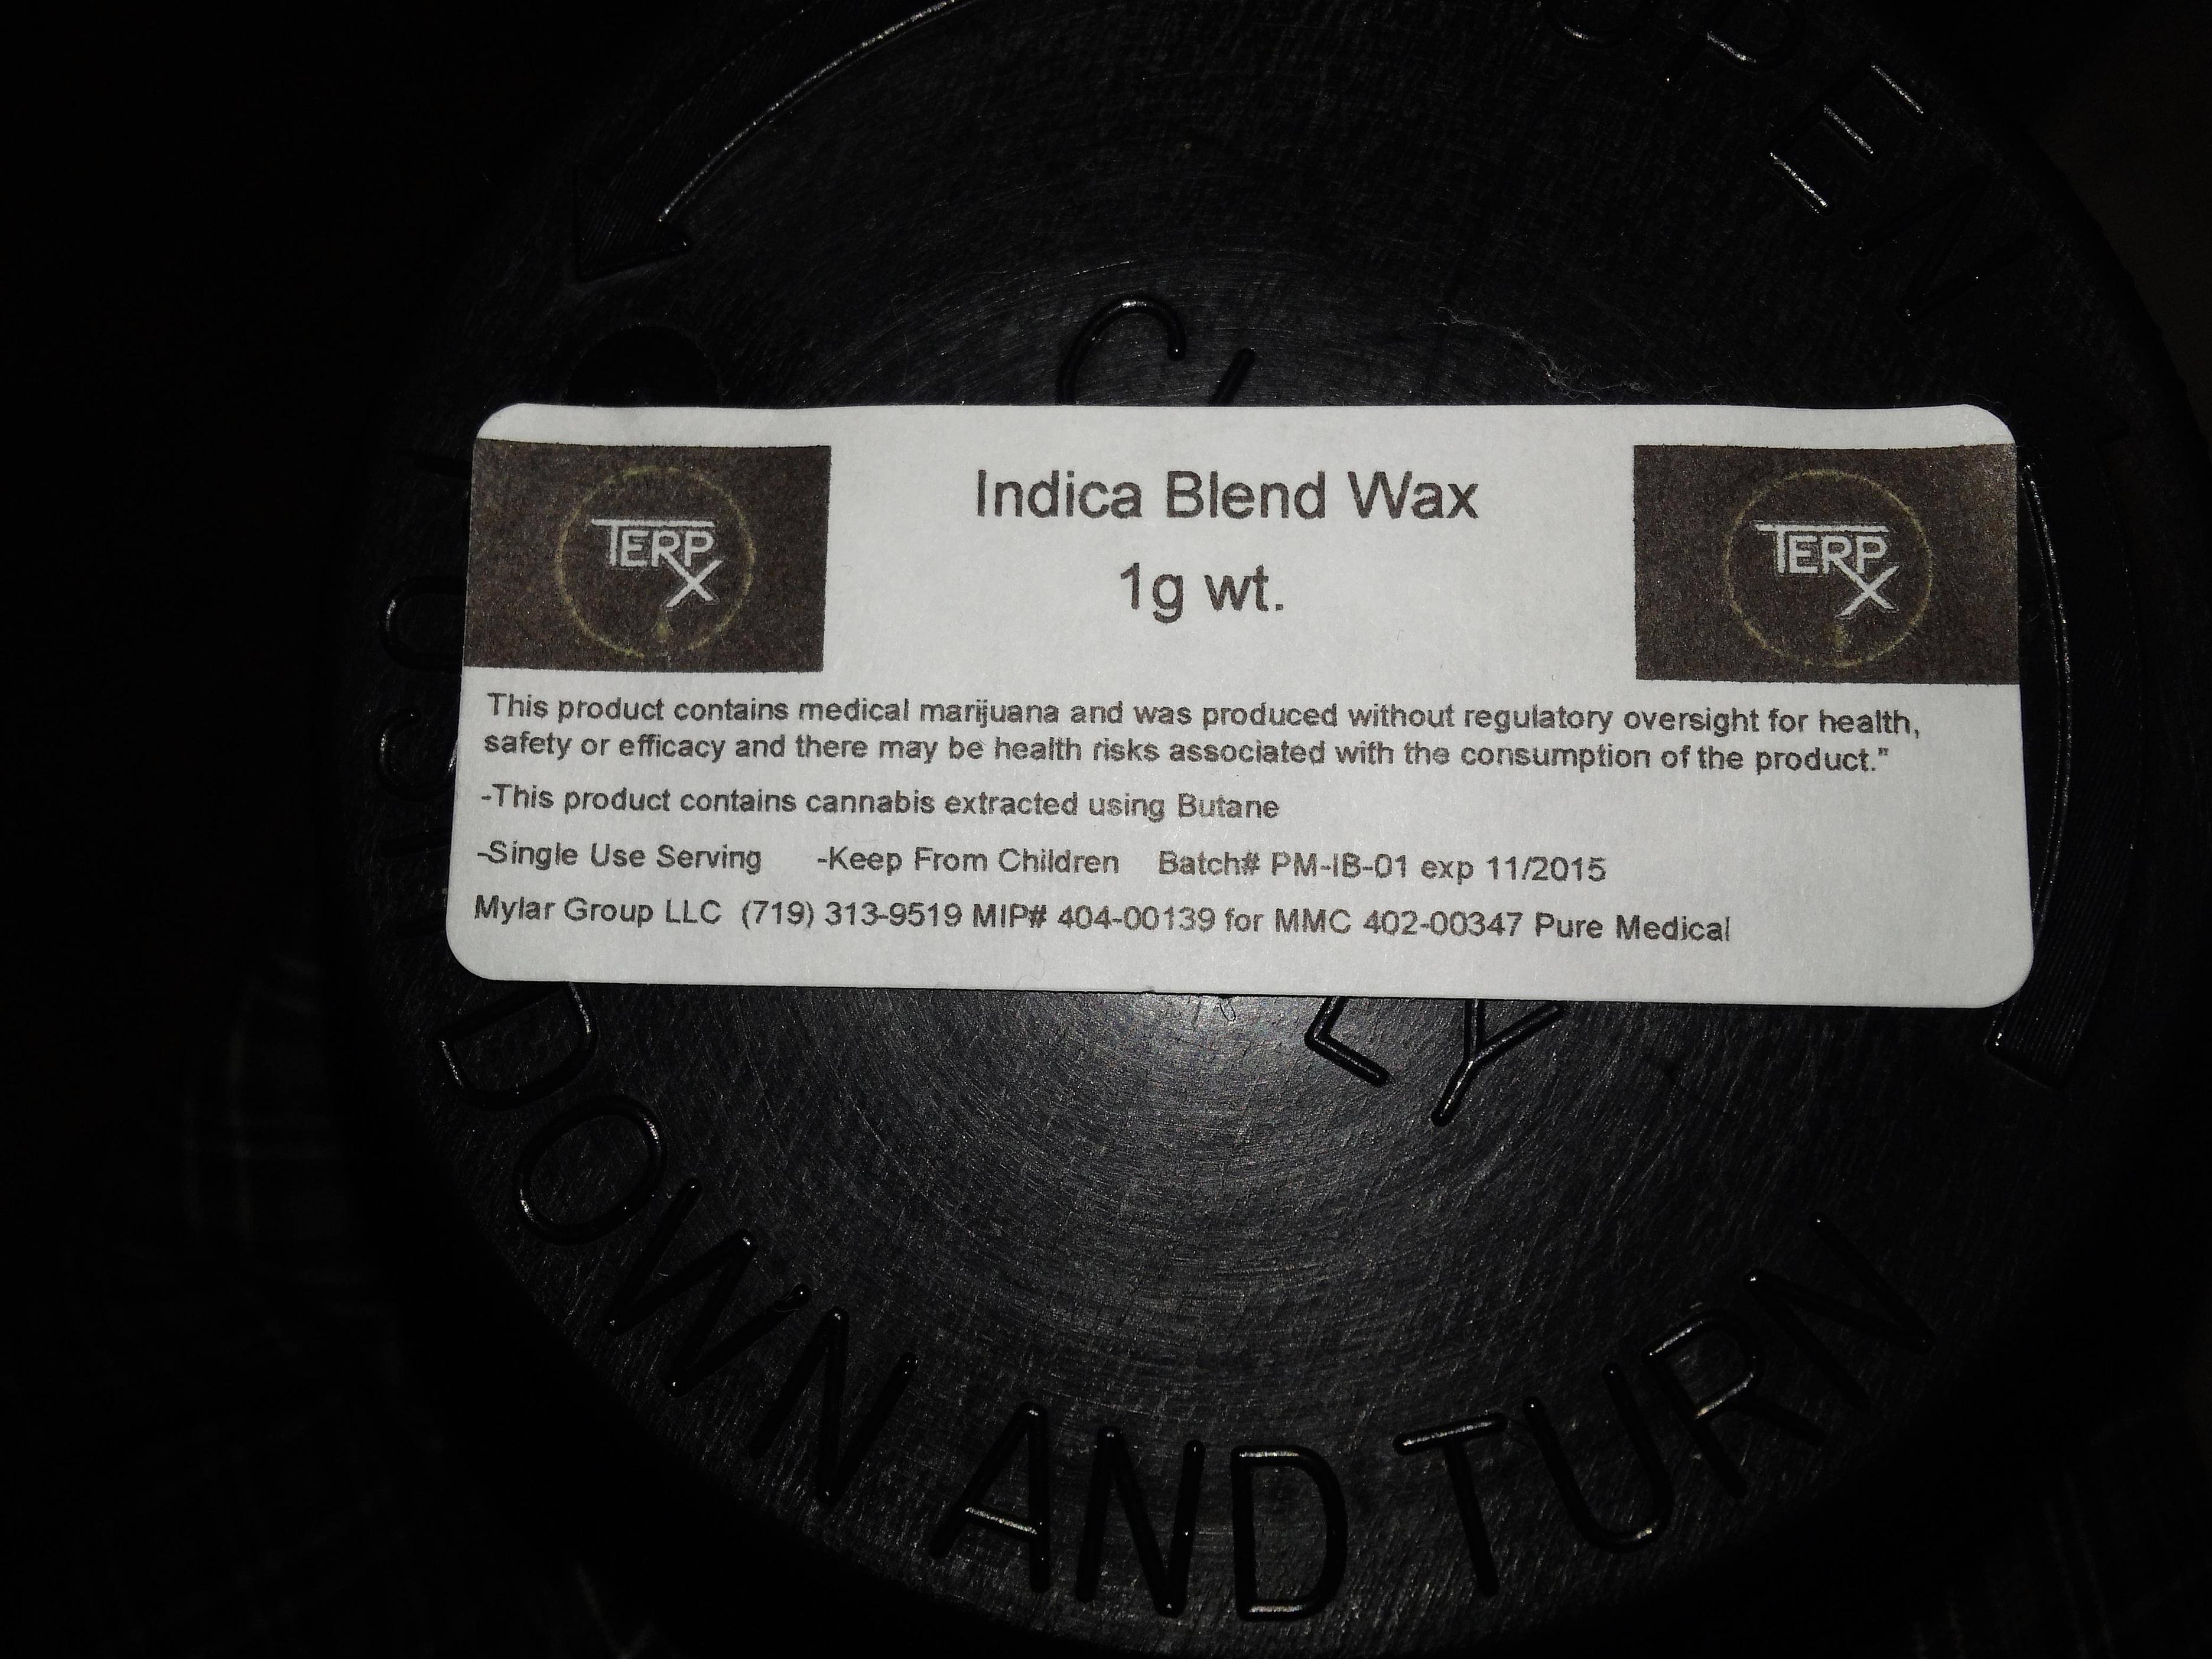 OPEN
TERP
X
Indica Blend Wax
1g wt.
TERP
X
This product contains medical marijuana and was produced without regulatory oversight for health,
safety or efficacy and there may be health risks associated with the consumption of the product."
-This product contains cannabis extracted using Butane
-Single Use Serving -Keep From Children Batch# PM-IB-01 exp 11/2015
Mylar Group LLC (719) 313-9519 MIP# 404-00139 for MMC 402-00347 Pure Medical
DOWN AND TURN